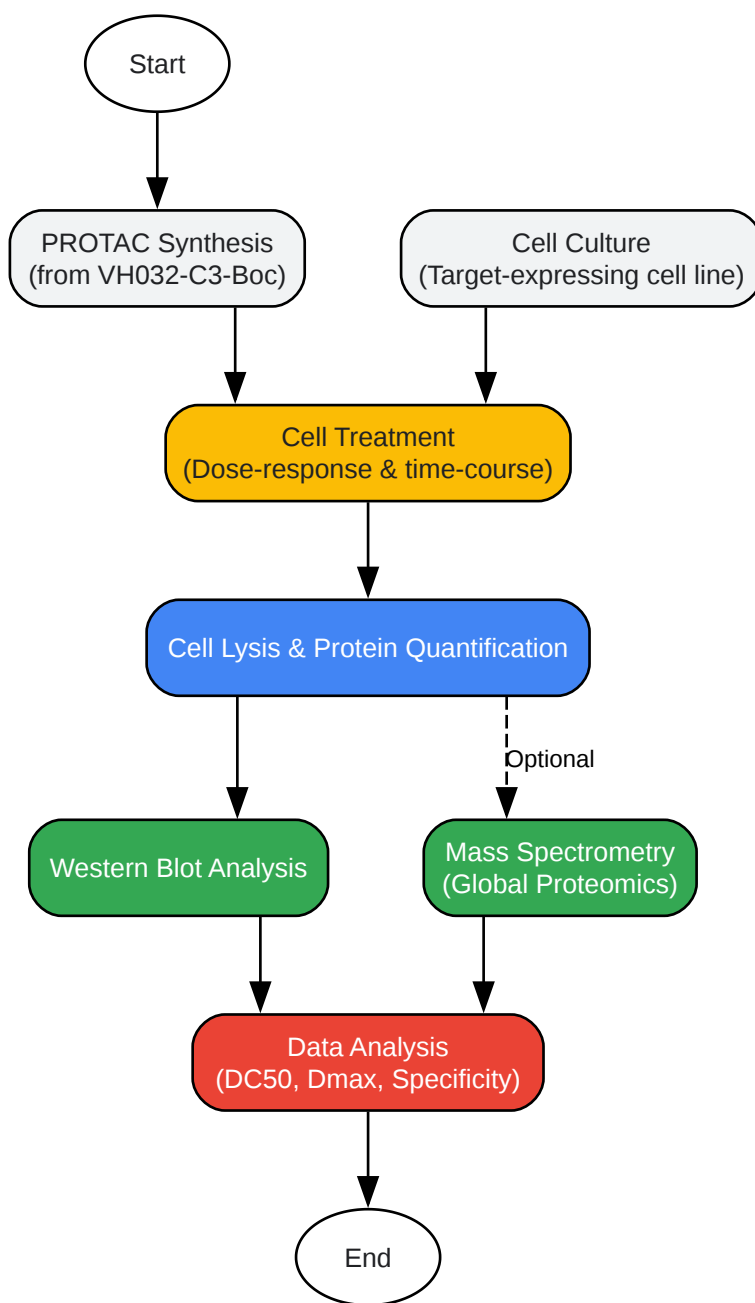 Start
PROTAC Synthesis
(from VH032-C3-Boc)
Cell Culture
(Target-expressing cell line)
Cell Treatment
(Dose-response & time-course)
Cell Lysis & Protein Quantification
Optional
Western Blot Analysis
Mass Spectrometry
(Global Proteomics)
Data Analysis
(DC50, Dmax, Specificity)
End